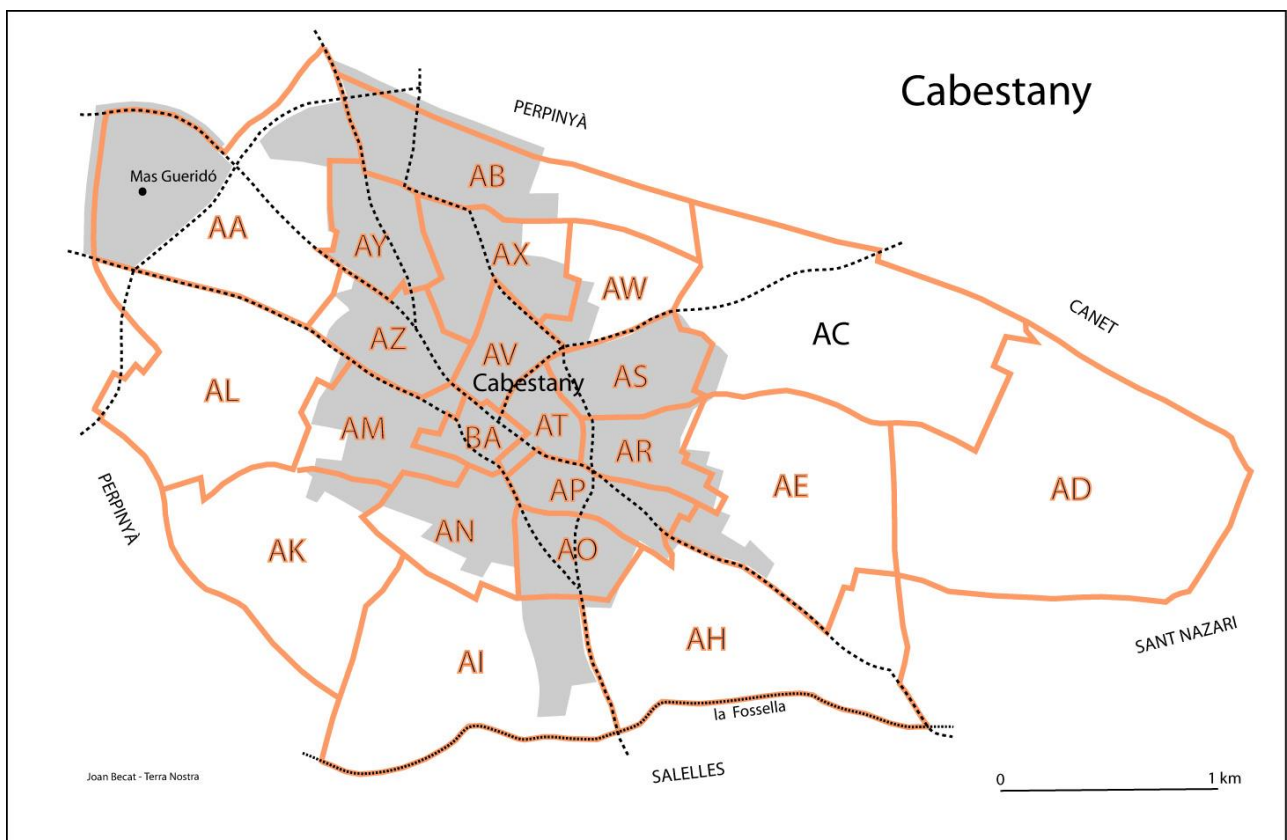 Cabestany
PERPINYÀ
Mas Gueridó
AB
AA
AY
AX
AW
CANET
AZ
AV
AC
Cabestany
AS
AL
AM
BA
AT
AR
PERPINYÀ
AP
AE
AD
AN
AO
AK
SANT NAZARI
AI
AH
la Fossella
SALELLES
Joan Becat - Terra Nostra
0 1 km